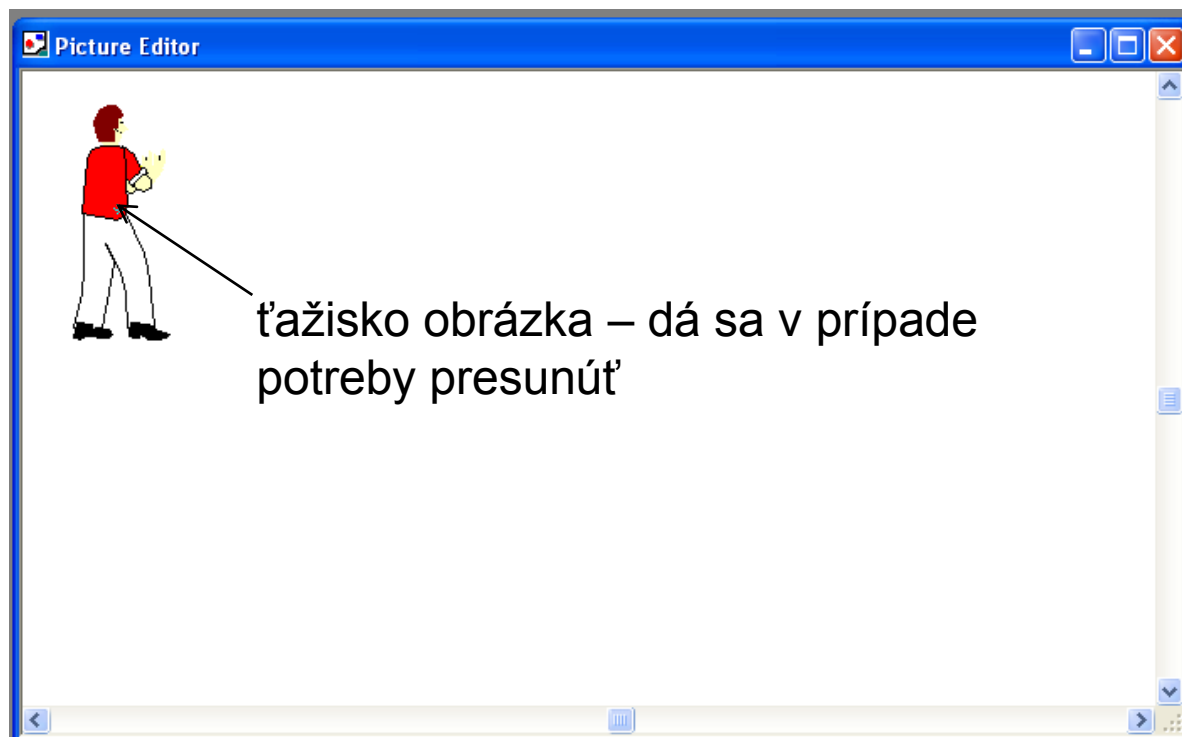 Picture Editor
ťažisko obrázka – dá sa v prípade
potreby presunúť